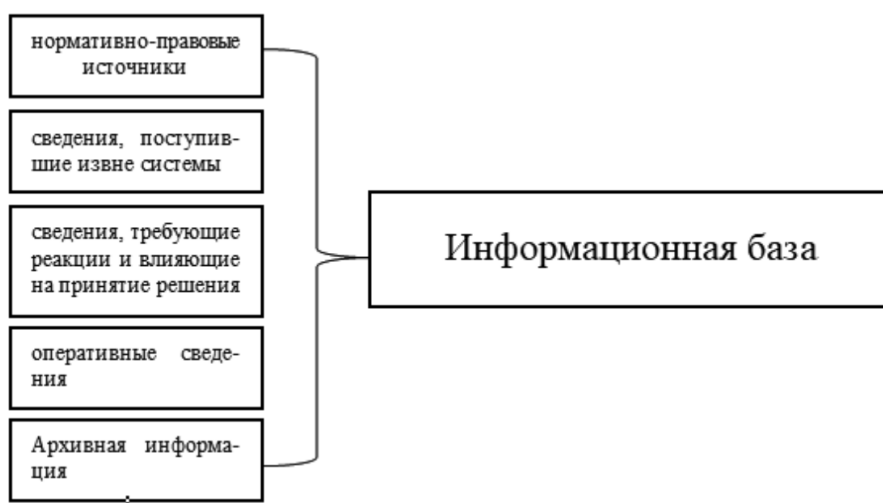 нормативно-правовые
источники
сведения, поступив-
шие извне системы
сведения, требующие
реакции и влияющие
на принятие решения
оперативные сведе-
ния
Архивная информа-
ция
Информационная база